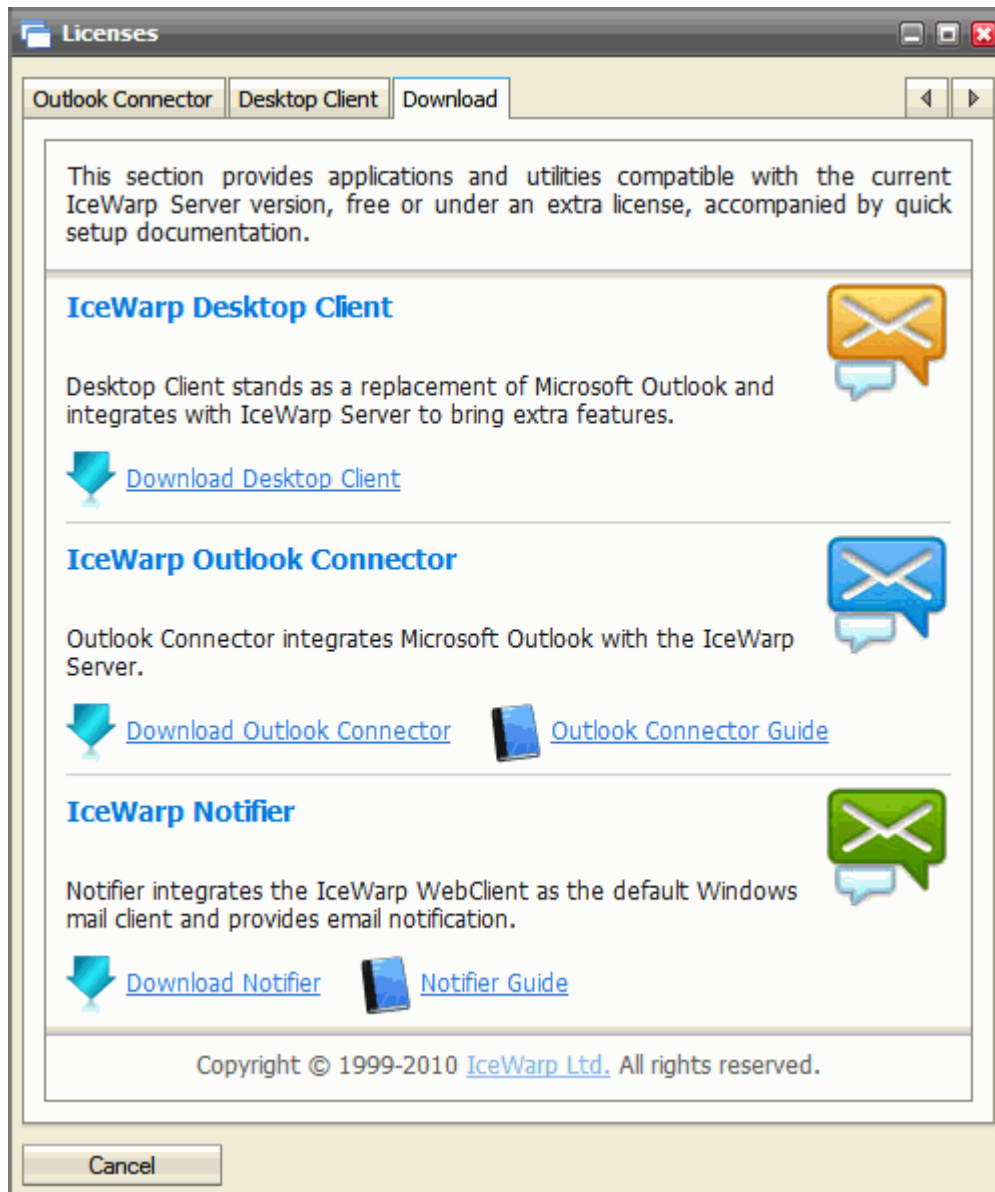 Licenses
Outlook Connector Desktop Client Download
This section provides applications and utilities compatible with the current
IceWarp Server version, free or under an extra license, accompanied by quick
setup documentation.
IceWarp Desktop Client
Desktop Client stands as a replacement of Microsoft Outlook and
integrates with IceWarp Server to bring extra features.
Download Desktop Client
IceWarp Outlook Connector
Outlook Connector integrates Microsoft Outlook with the IceWarp
Server.
Download Outlook Connector Outlook Connector Guide
IceWarp Notifier
Notifier integrates the IceWarp WebClient as the default Windows
mail client and provides email notification.
Download Notifier Notifier Guide
Copyright © 1999-2010 IceWarp Ltd. All rights reserved.
Cancel